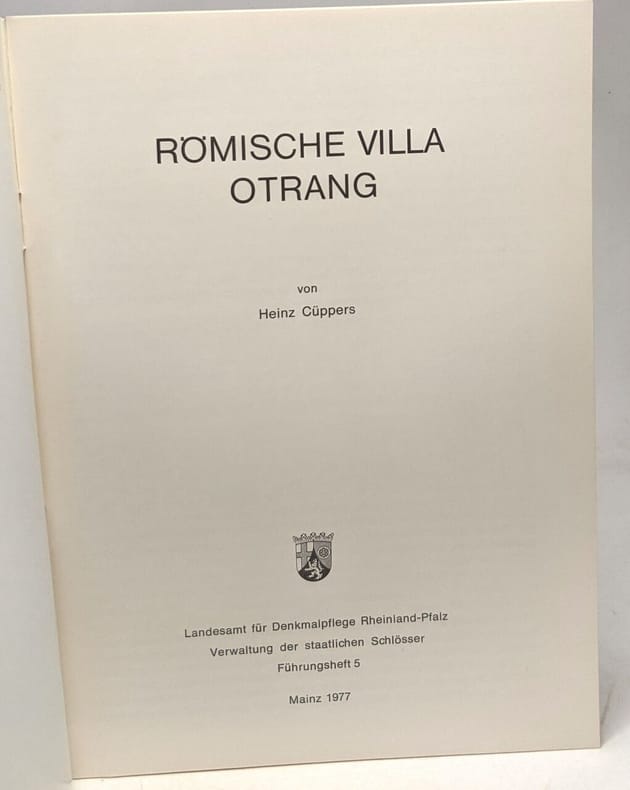 RÖMISCHE VILLA
OTRANG
von
Heinz Cüppers
Landesamt für Denkmalpflege Rheinland-Pfalz
Verwaltung der staatlichen Schlösser
Führungsheft 5
Mainz 1977